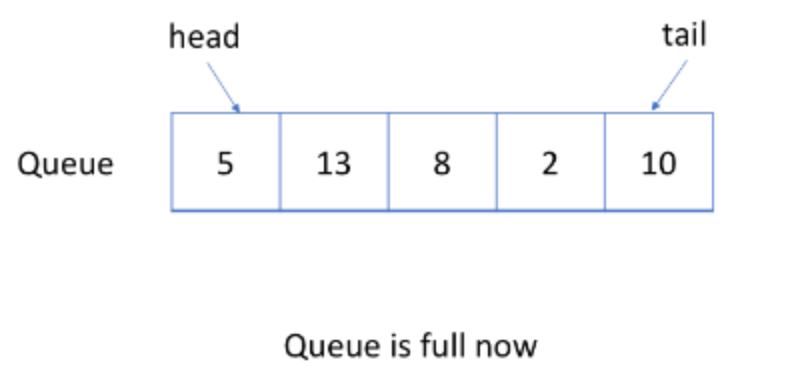 head tail
Queue 5 13 8 2 10
Queue is full now